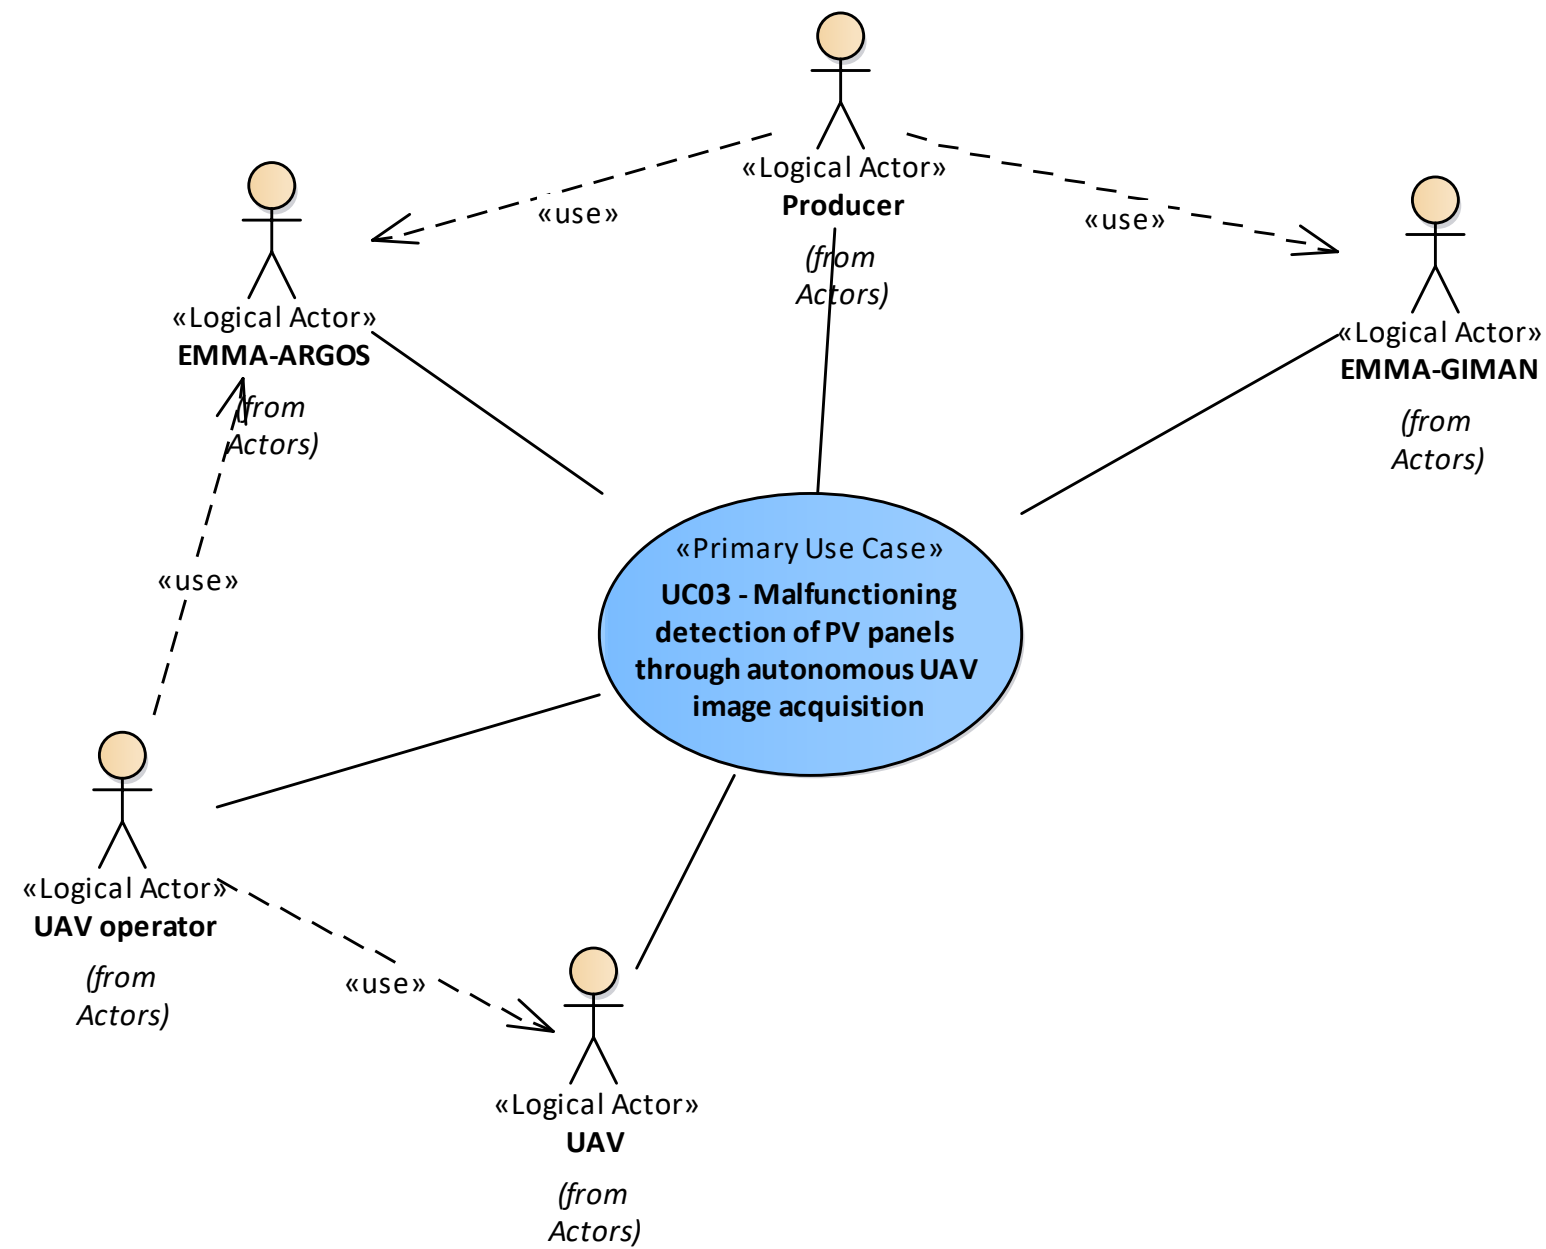 «Logical Actor»
Producer
(from
Actors)
«use»
«use»
«Logical Actor»
EMMA-ARGOS
(from
Actors)
«Logical Actor»
EMMA-GIMAN
(from
Actors)
«use»
«Primary Use Case»
UC03 - Malfunctioning
detection of PV panels
through autonomous UAV
image acquisition
«Logical Actor»
UAV operator
(from
Actors)
«use»
«Logical Actor»
UAV
(from
Actors)